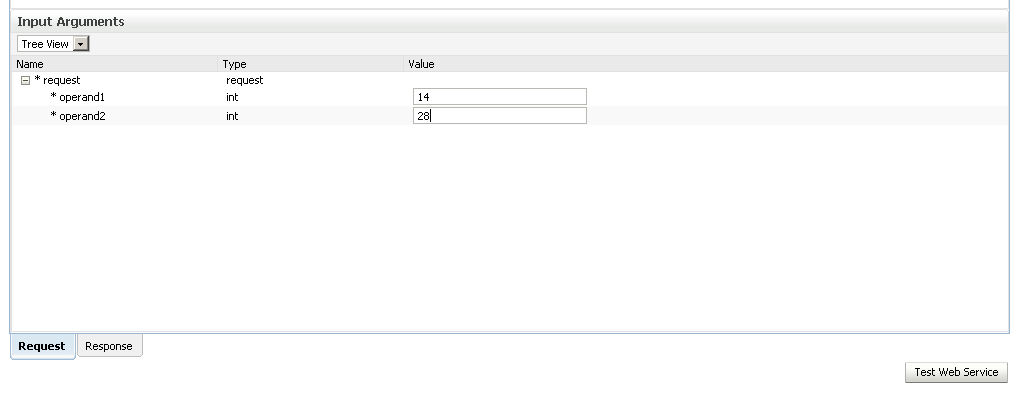 Input Arguments
Tree View
Name Type Value
* request request
* operand1 int 14
* operand2 int 28
Request Response
Test Web Service